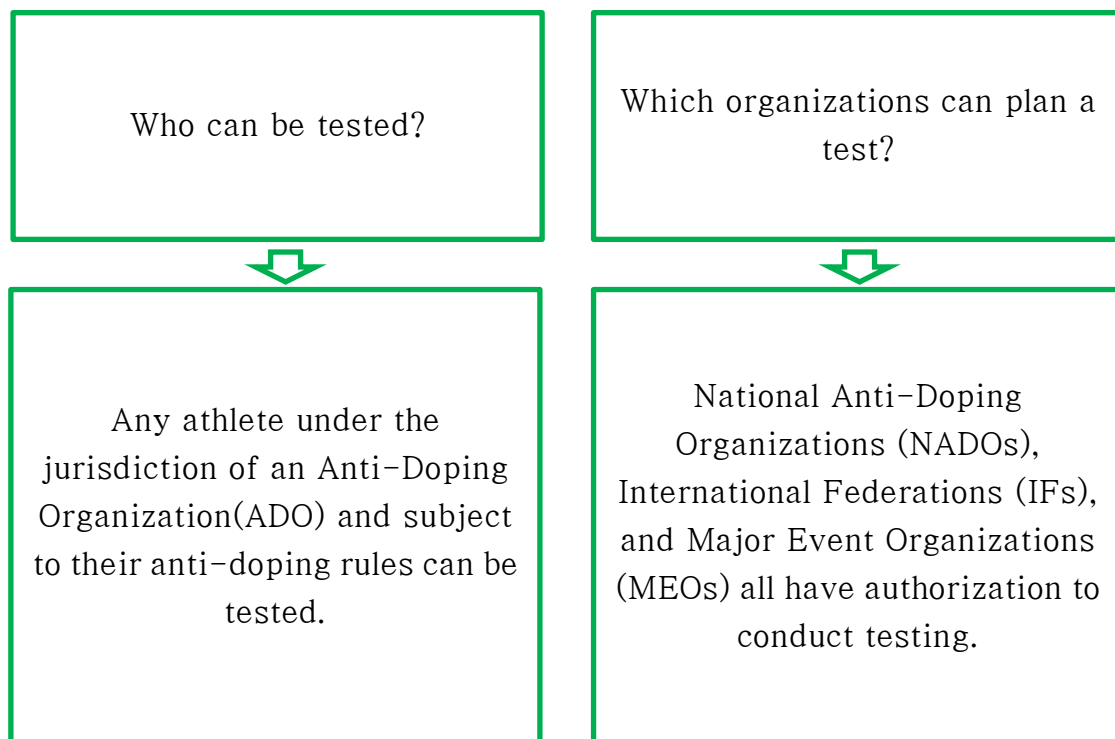 Who can be tested?
Which organizations can plan a
test?
Any athlete under the
jurisdiction of an Anti-Doping
Organization(ADO) and subject
to their anti-doping rules can be
tested.
National Anti-Doping
Organizations (NADOs),
International Federations (IFs),
and Major Event Organizations
(MEOs) all have authorization to
conduct testing.